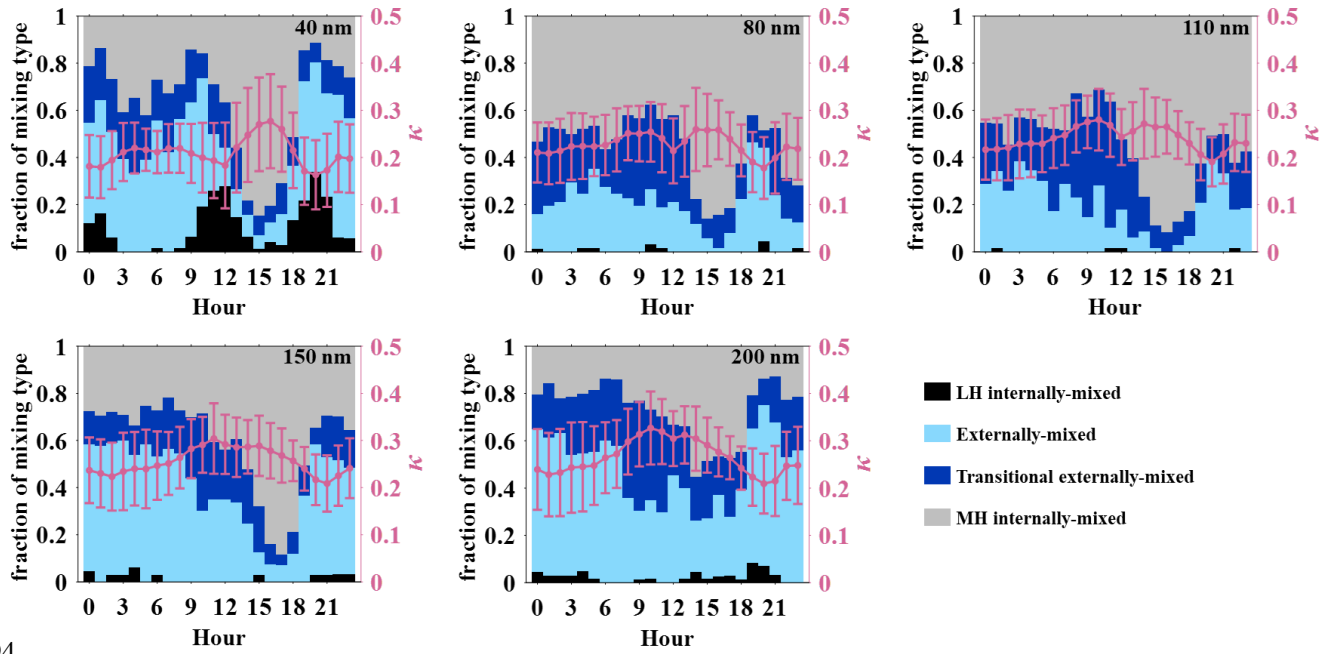 40 nm
80 nm
110 nm
1 0.5
0.8 0.4
0.6 0.3
0.4 0.2
0.2 0.1
0 0
fraction of mixing type
κ
0 3 6 9 12 15 18 21
Hour
1 0.5
0.8 0.4
0.6 0.3
0.4 0.2
0.2 0.1
0 0
fraction of mixing type
κ
0 3 6 9 12 15 18 21
Hour
1 0.5
0.8 0.4
0.6 0.3
0.4 0.2
0.2 0.1
0 0
fraction of mixing type
κ
0 3 6 9 12 15 18 21
Hour
150 nm
200 nm
1 0.5
0.8 0.4
0.6 0.3
0.4 0.2
0.2 0.1
0 0
fraction of mixing type
κ
0 3 6 9 12 15 18 21
Hour
1 0.5
0.8 0.4
0.6 0.3
0.4 0.2
0.2 0.1
0 0
fraction of mixing type
κ
0 3 6 9 12 15 18 21
Hour
LH internally-mixed
Externally-mixed
Transitional externally-mixed
MH internally-mixed